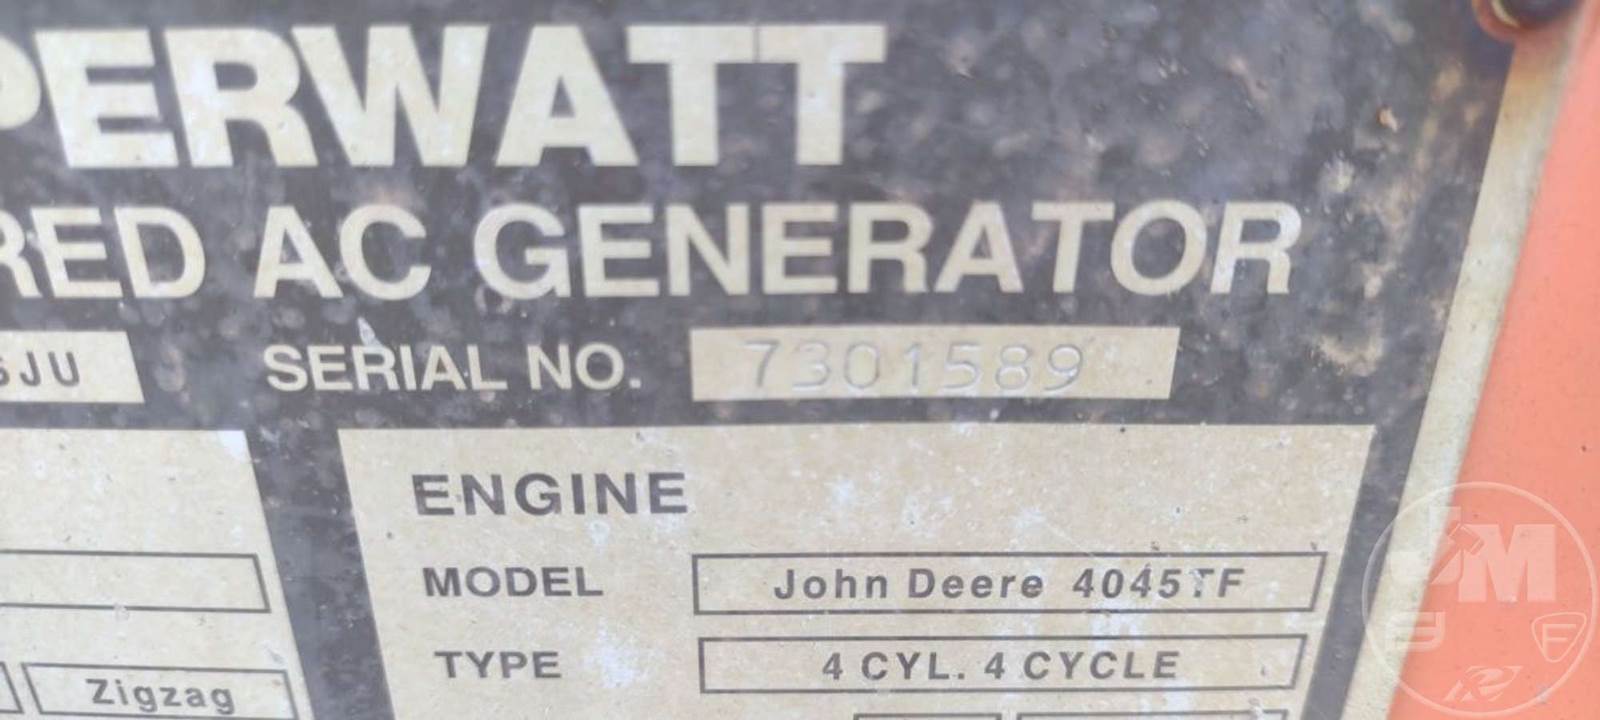 PERWATT
RED AC GENERATOR
SJU SERIAL NO. 7301589
ENGINE
MODEL John Deere 4045TF
TYPE 4 CYL. 4 CYCLE
Zigzag